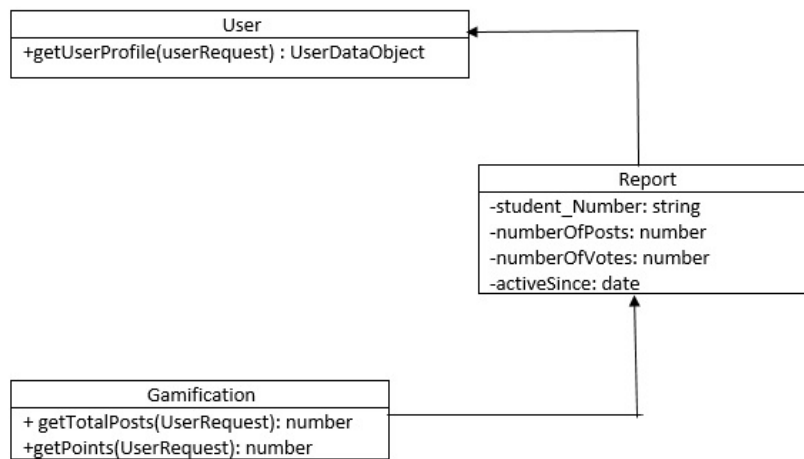 User
+getUserProfile(userRequest) : UserDataObject
Report
-student_Number: string
-numberOfPosts: number
-numberOfVotes: number
-activeSince: date
Gamification
+ getTotalPosts(UserRequest): number
+getPoints(UserRequest): number